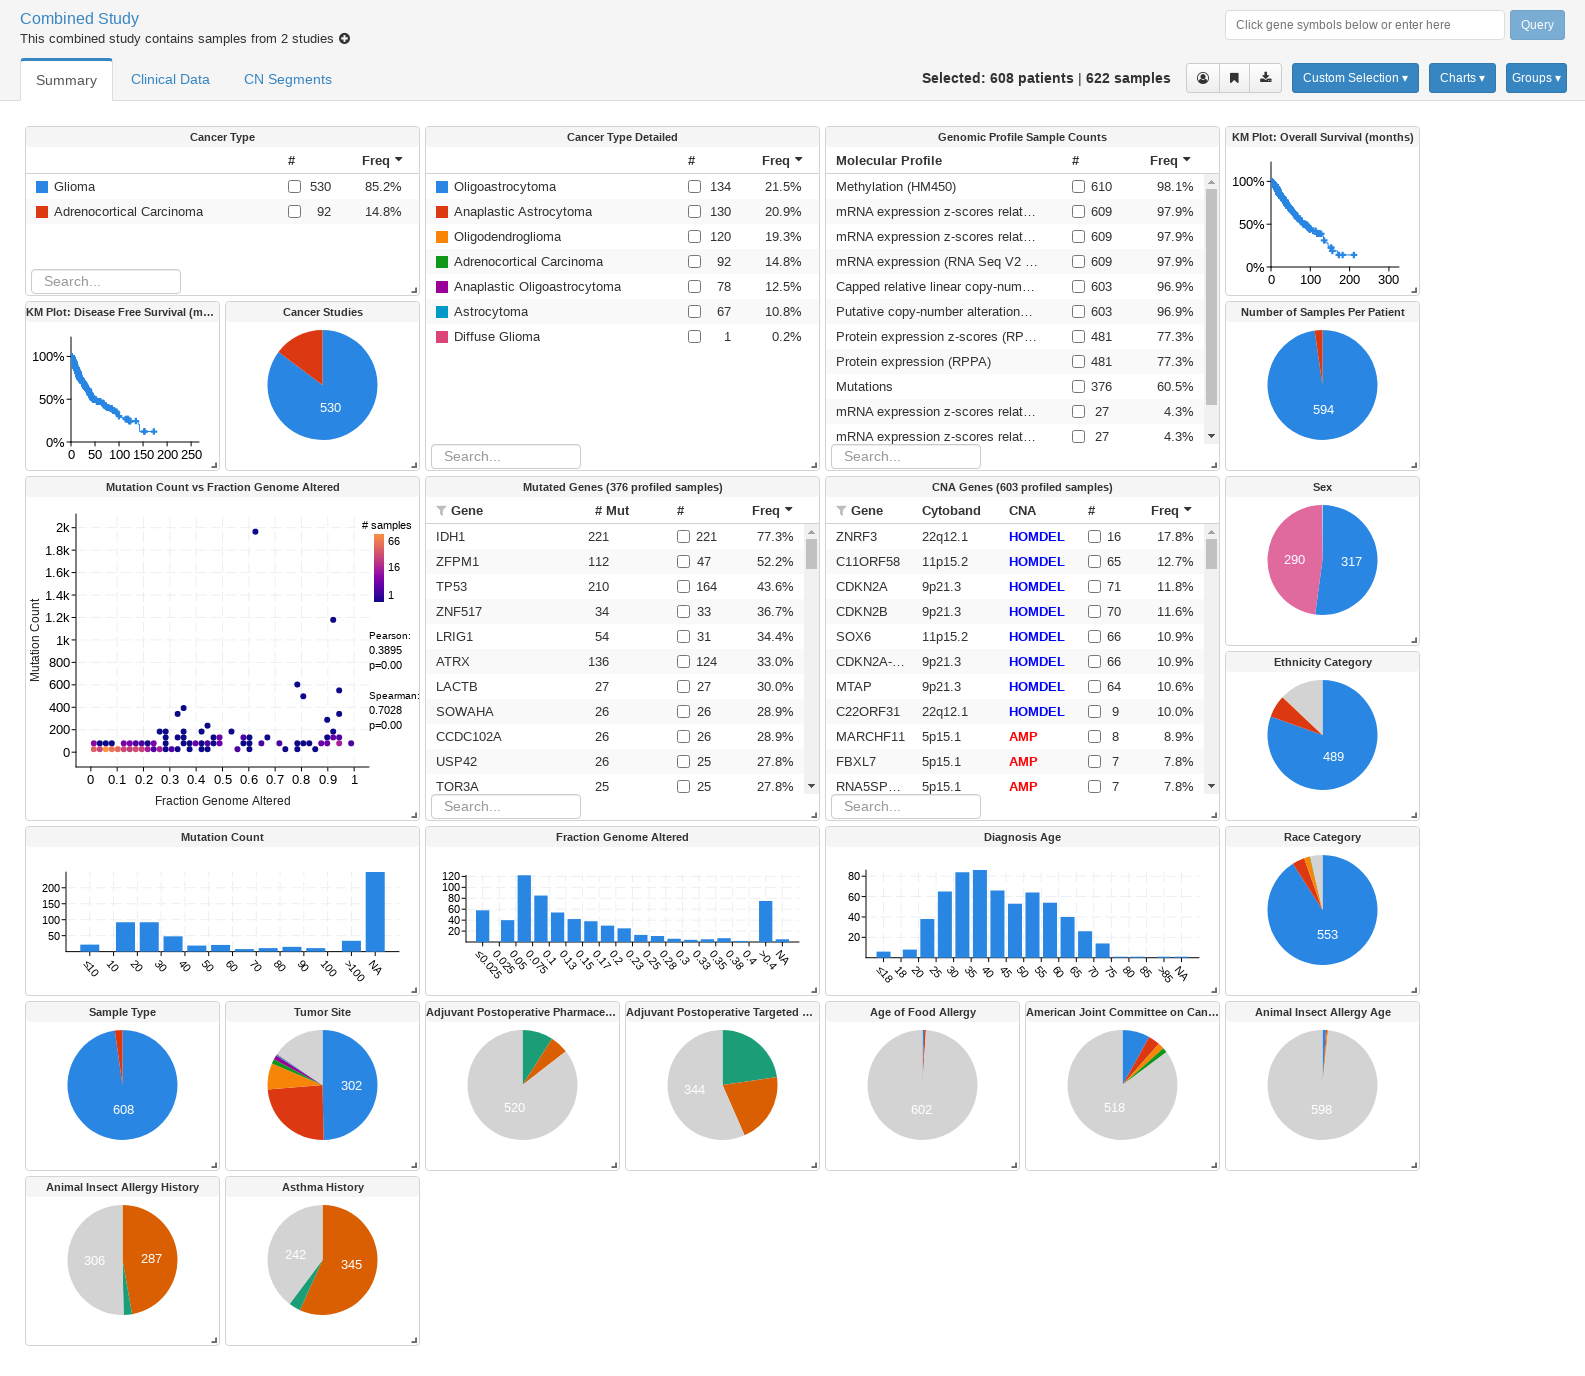 Combined Study
This combined study contains samples from 2 studies
Click gene symbols below or enter here
Query
Summary
Clinical Data
CN Segments
Selected: 608 patients | 622 samples
Custom Selection ▾
Charts ▾
Groups ▾
Cancer Type
# Freq
Glioma 530 85.2%
Adrenocortical Carcinoma 92 14.8%
Search...
Cancer Type Detailed
# Freq
Oligoastrocytoma 134 21.5%
Anaplastic Astrocytoma 130 20.9%
Oligodendroglioma 120 19.3%
Adrenocortical Carcinoma 92 14.8%
Anaplastic Oligoastrocytoma 78 12.5%
Astrocytoma 67 10.8%
Diffuse Glioma 1 0.2%
Search...
Genomic Profile Sample Counts
Molecular Profile # Freq
Methylation (HM450) 610 98.1%
mRNA expression z-scores relat… 609 97.9%
mRNA expression z-scores relat… 609 97.9%
mRNA expression (RNA Seq V2 … 609 97.9%
Capped relative linear copy-num… 603 96.9%
Putative copy-number alteration… 603 96.9%
Protein expression z-scores (RP… 481 77.3%
Protein expression (RPPA) 481 77.3%
Mutations 376 60.5%
mRNA expression z-scores relat… 27 4.3%
mRNA expression z-scores relat… 27 4.3%
Search...
KM Plot: Overall Survival (months)
100%
50%
0%
0 100 200 300
KM Plot: Disease Free Survival (m…
100%
50%
0%
0 50 100 150 200 250
Cancer Studies
530
Number of Samples Per Patient
594
Mutation Count vs Fraction Genome Altered
Mutation Count
2k
1.8k
1.6k
1.4k
1.2k
1k
800
600
400
200
0
0 0.1 0.2 0.3 0.4 0.5 0.6 0.7 0.8 0.9 1
Fraction Genome Altered
# samples
66
16
1
Pearson:
0.3895
p=0.00
Spearman:
0.7028
p=0.00
Mutated Genes (376 profiled samples)
Gene # Mut # Freq
IDH1 221 221 77.3%
ZFPM1 112 47 52.2%
TP53 210 164 43.6%
ZNF517 34 33 36.7%
LRIG1 54 31 34.4%
ATRX 136 124 33.0%
LACTB 27 27 30.0%
SOWAHA 26 26 28.9%
CCDC102A 26 26 28.9%
USP42 26 25 27.8%
TOR3A 25 25 27.8%
Search...
CNA Genes (603 profiled samples)
Gene Cytoband CNA # Freq
ZNRF3 22q12.1 HOMDEL 16 17.8%
C11ORF58 11p15.2 HOMDEL 65 12.7%
CDKN2A 9p21.3 HOMDEL 71 11.8%
CDKN2B 9p21.3 HOMDEL 70 11.6%
SOX6 11p15.2 HOMDEL 66 10.9%
CDKN2A-… 9p21.3 HOMDEL 66 10.9%
MTAP 9p21.3 HOMDEL 64 10.6%
C22ORF31 22q12.1 HOMDEL 9 10.0%
MARCHF11 5p15.1 AMP 8 8.9%
FBXL7 5p15.1 AMP 7 7.8%
RNA5SP… 5p15.1 AMP 7 7.8%
Search...
Sex
290
317
Ethnicity Category
489
Mutation Count
200
150
100
50
≤10 10 20 30 40 50 60 70 80 90 100 >100 NA
Fraction Genome Altered
120
100
80
60
40
20
≤0.025 0.025 0.05 0.075 0.1 0.13 0.15 0.17 0.2 0.23 0.25 0.28 0.3 0.33 0.35 0.38 0.4 >0.4 NA
Diagnosis Age
80
60
40
20
≤18 18 20 25 30 35 40 45 50 55 60 65 70 75 80 85 >85 NA
Race Category
553
Sample Type
608
Tumor Site
302
Adjuvant Postoperative Pharmace…
520
Adjuvant Postoperative Targeted …
344
Age of Food Allergy
602
American Joint Committee on Can…
518
Animal Insect Allergy Age
598
Animal Insect Allergy History
306
287
Asthma History
242
345